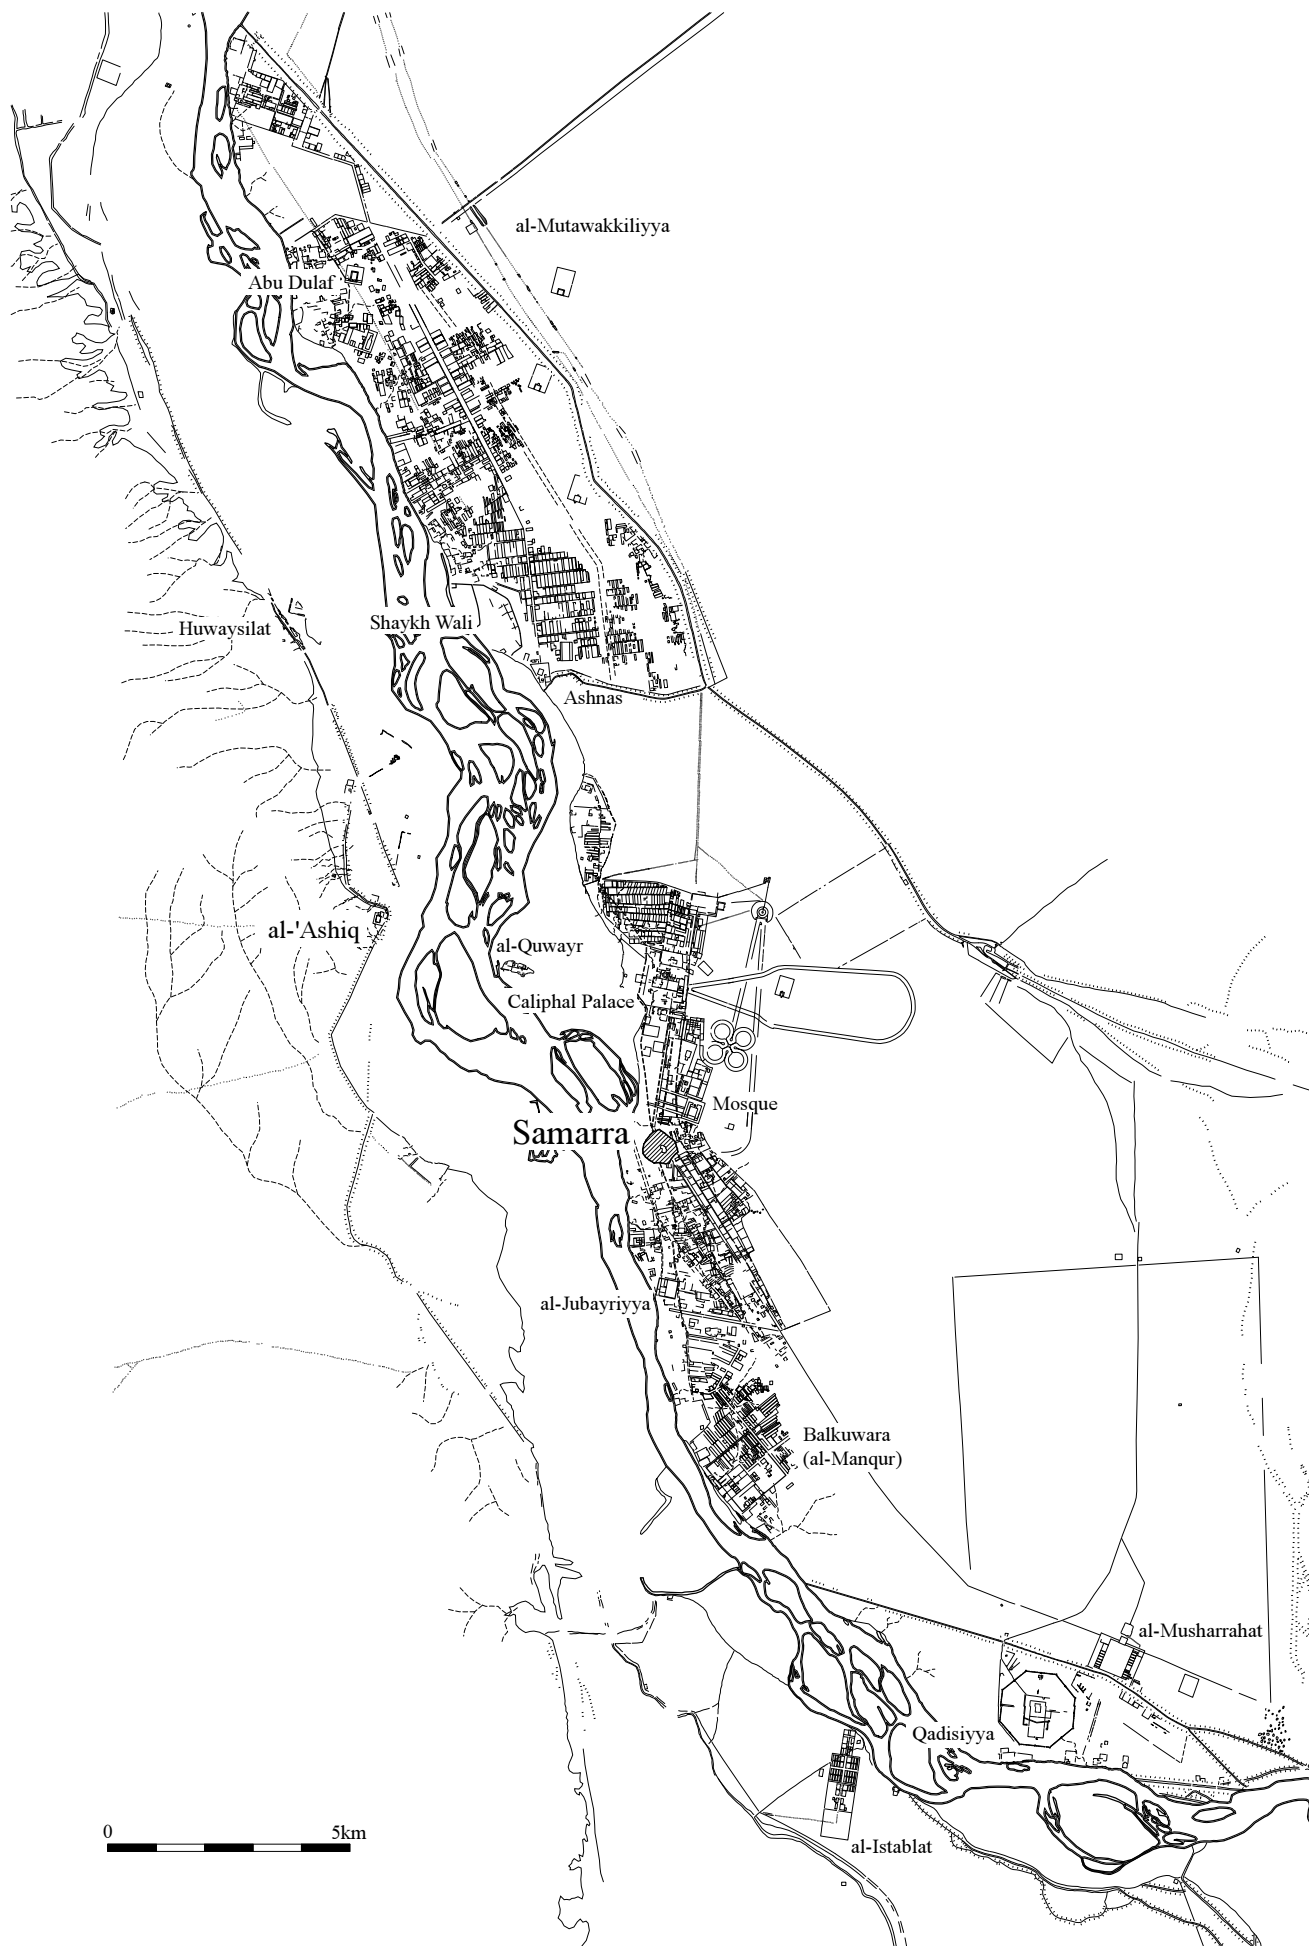 al-Mutawakkiliyya
Abu Dulaf
Shaykh Wali
Huwaysilat
Ashnas
al-'Ashiq
al-Quwayr
Caliphal Palace
Mosque
Samarra
al-Jubayriyya
Balkuwara
(al-Manqur)
al-Musharrahat
Qadisiyya
0 5km
al-Istablat